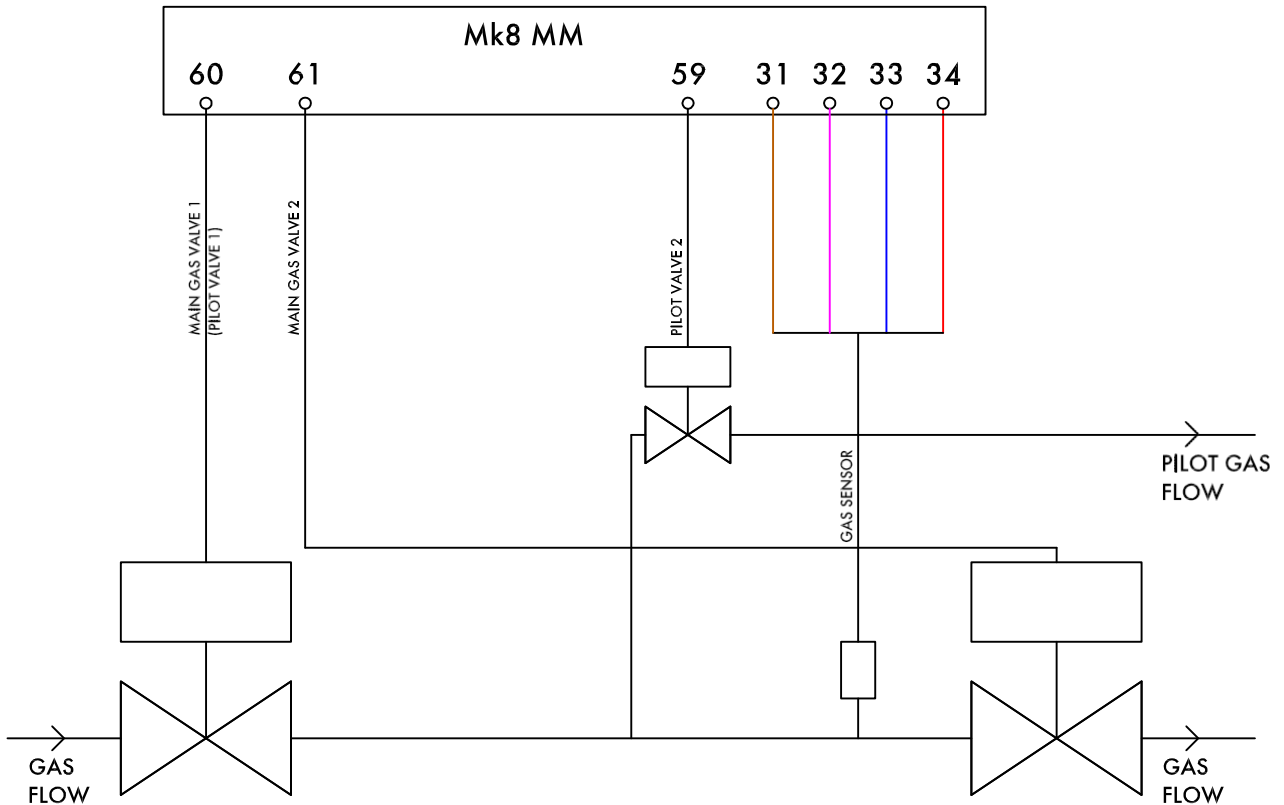 Mk8 MM
60 61 59 31 32 33 34
MAIN GAS VALVE 1
(PILOT VALVE 1)
MAIN GAS VALVE 2
PILOT VALVE 2
GAS SENSOR
PILOT GAS
FLOW
GAS
FLOW
GAS
FLOW